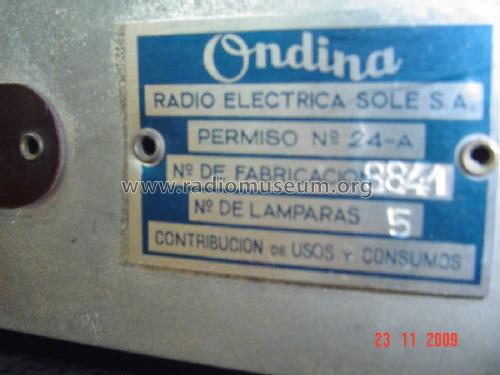 Ondina
RADIO ELECTRICA SOLE S.A.
PERMISO Nº 24-A
Nº DE FABRICACION 8841
www.radiomuseum.org
Nº DE LAMPARAS 5
CONTRIBUCION DE USOS Y CONSUMOS
23 11 2009